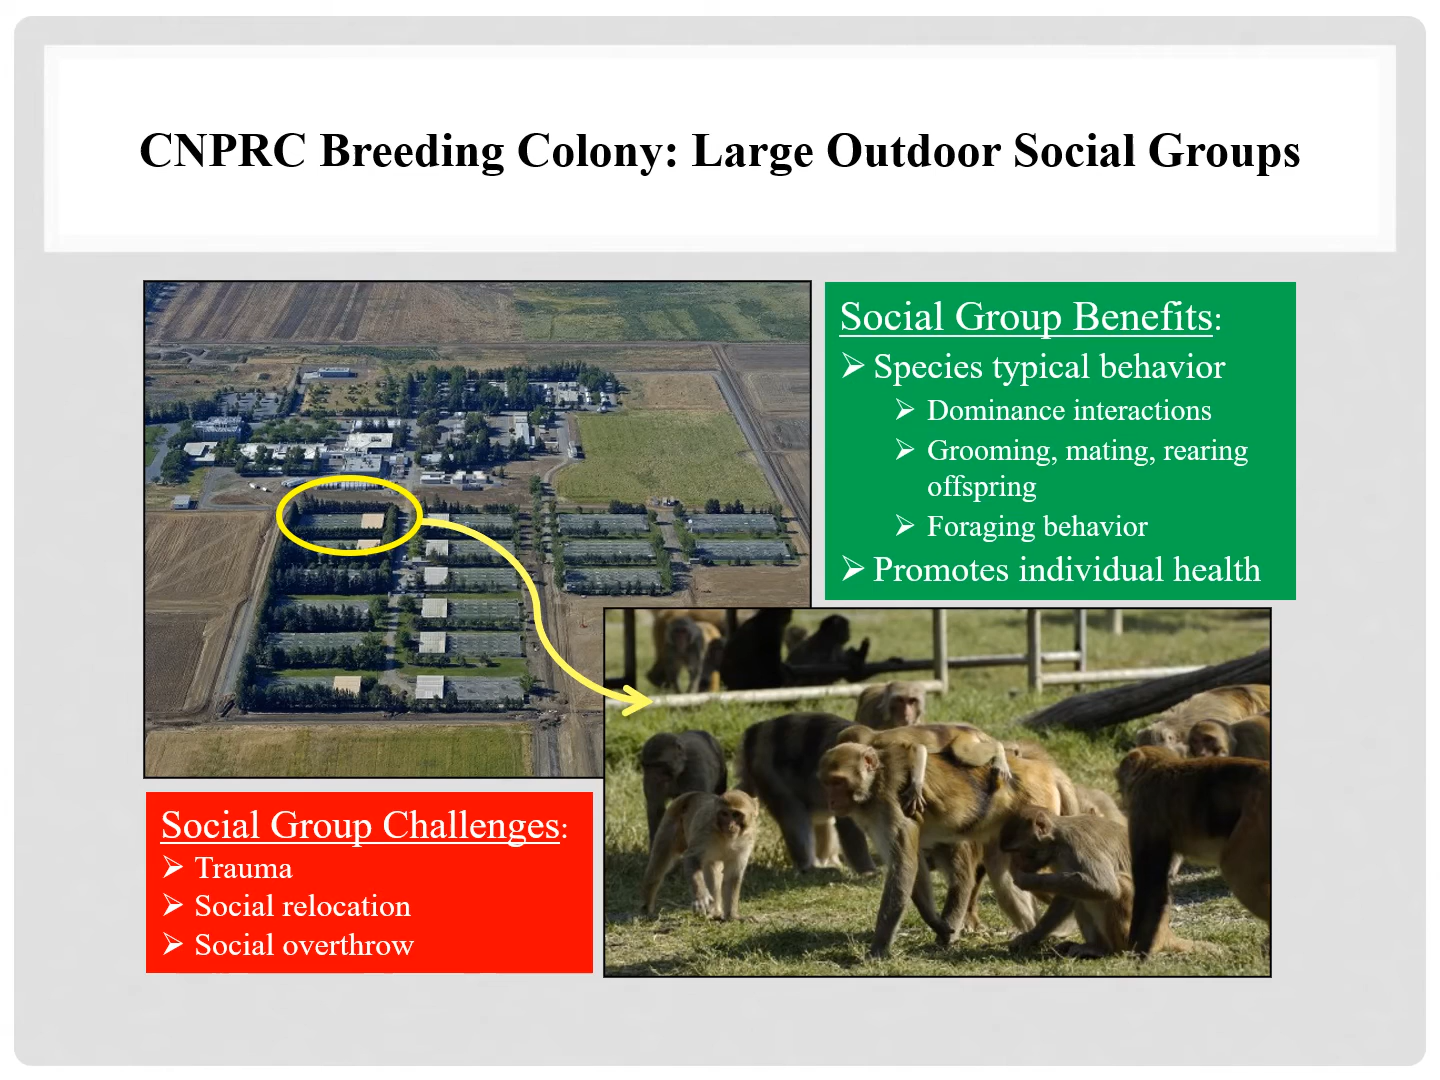 CNPRC Breeding Colony: Large Outdoor Social Groups
Social Group Benefits:
➢ Species typical behavior
➢ Dominance interactions
➢ Grooming, mating, rearing
offspring
➢ Foraging behavior
➢ Promotes individual health
Social Group Challenges:
➢ Trauma
➢ Social relocation
➢ Social overthrow